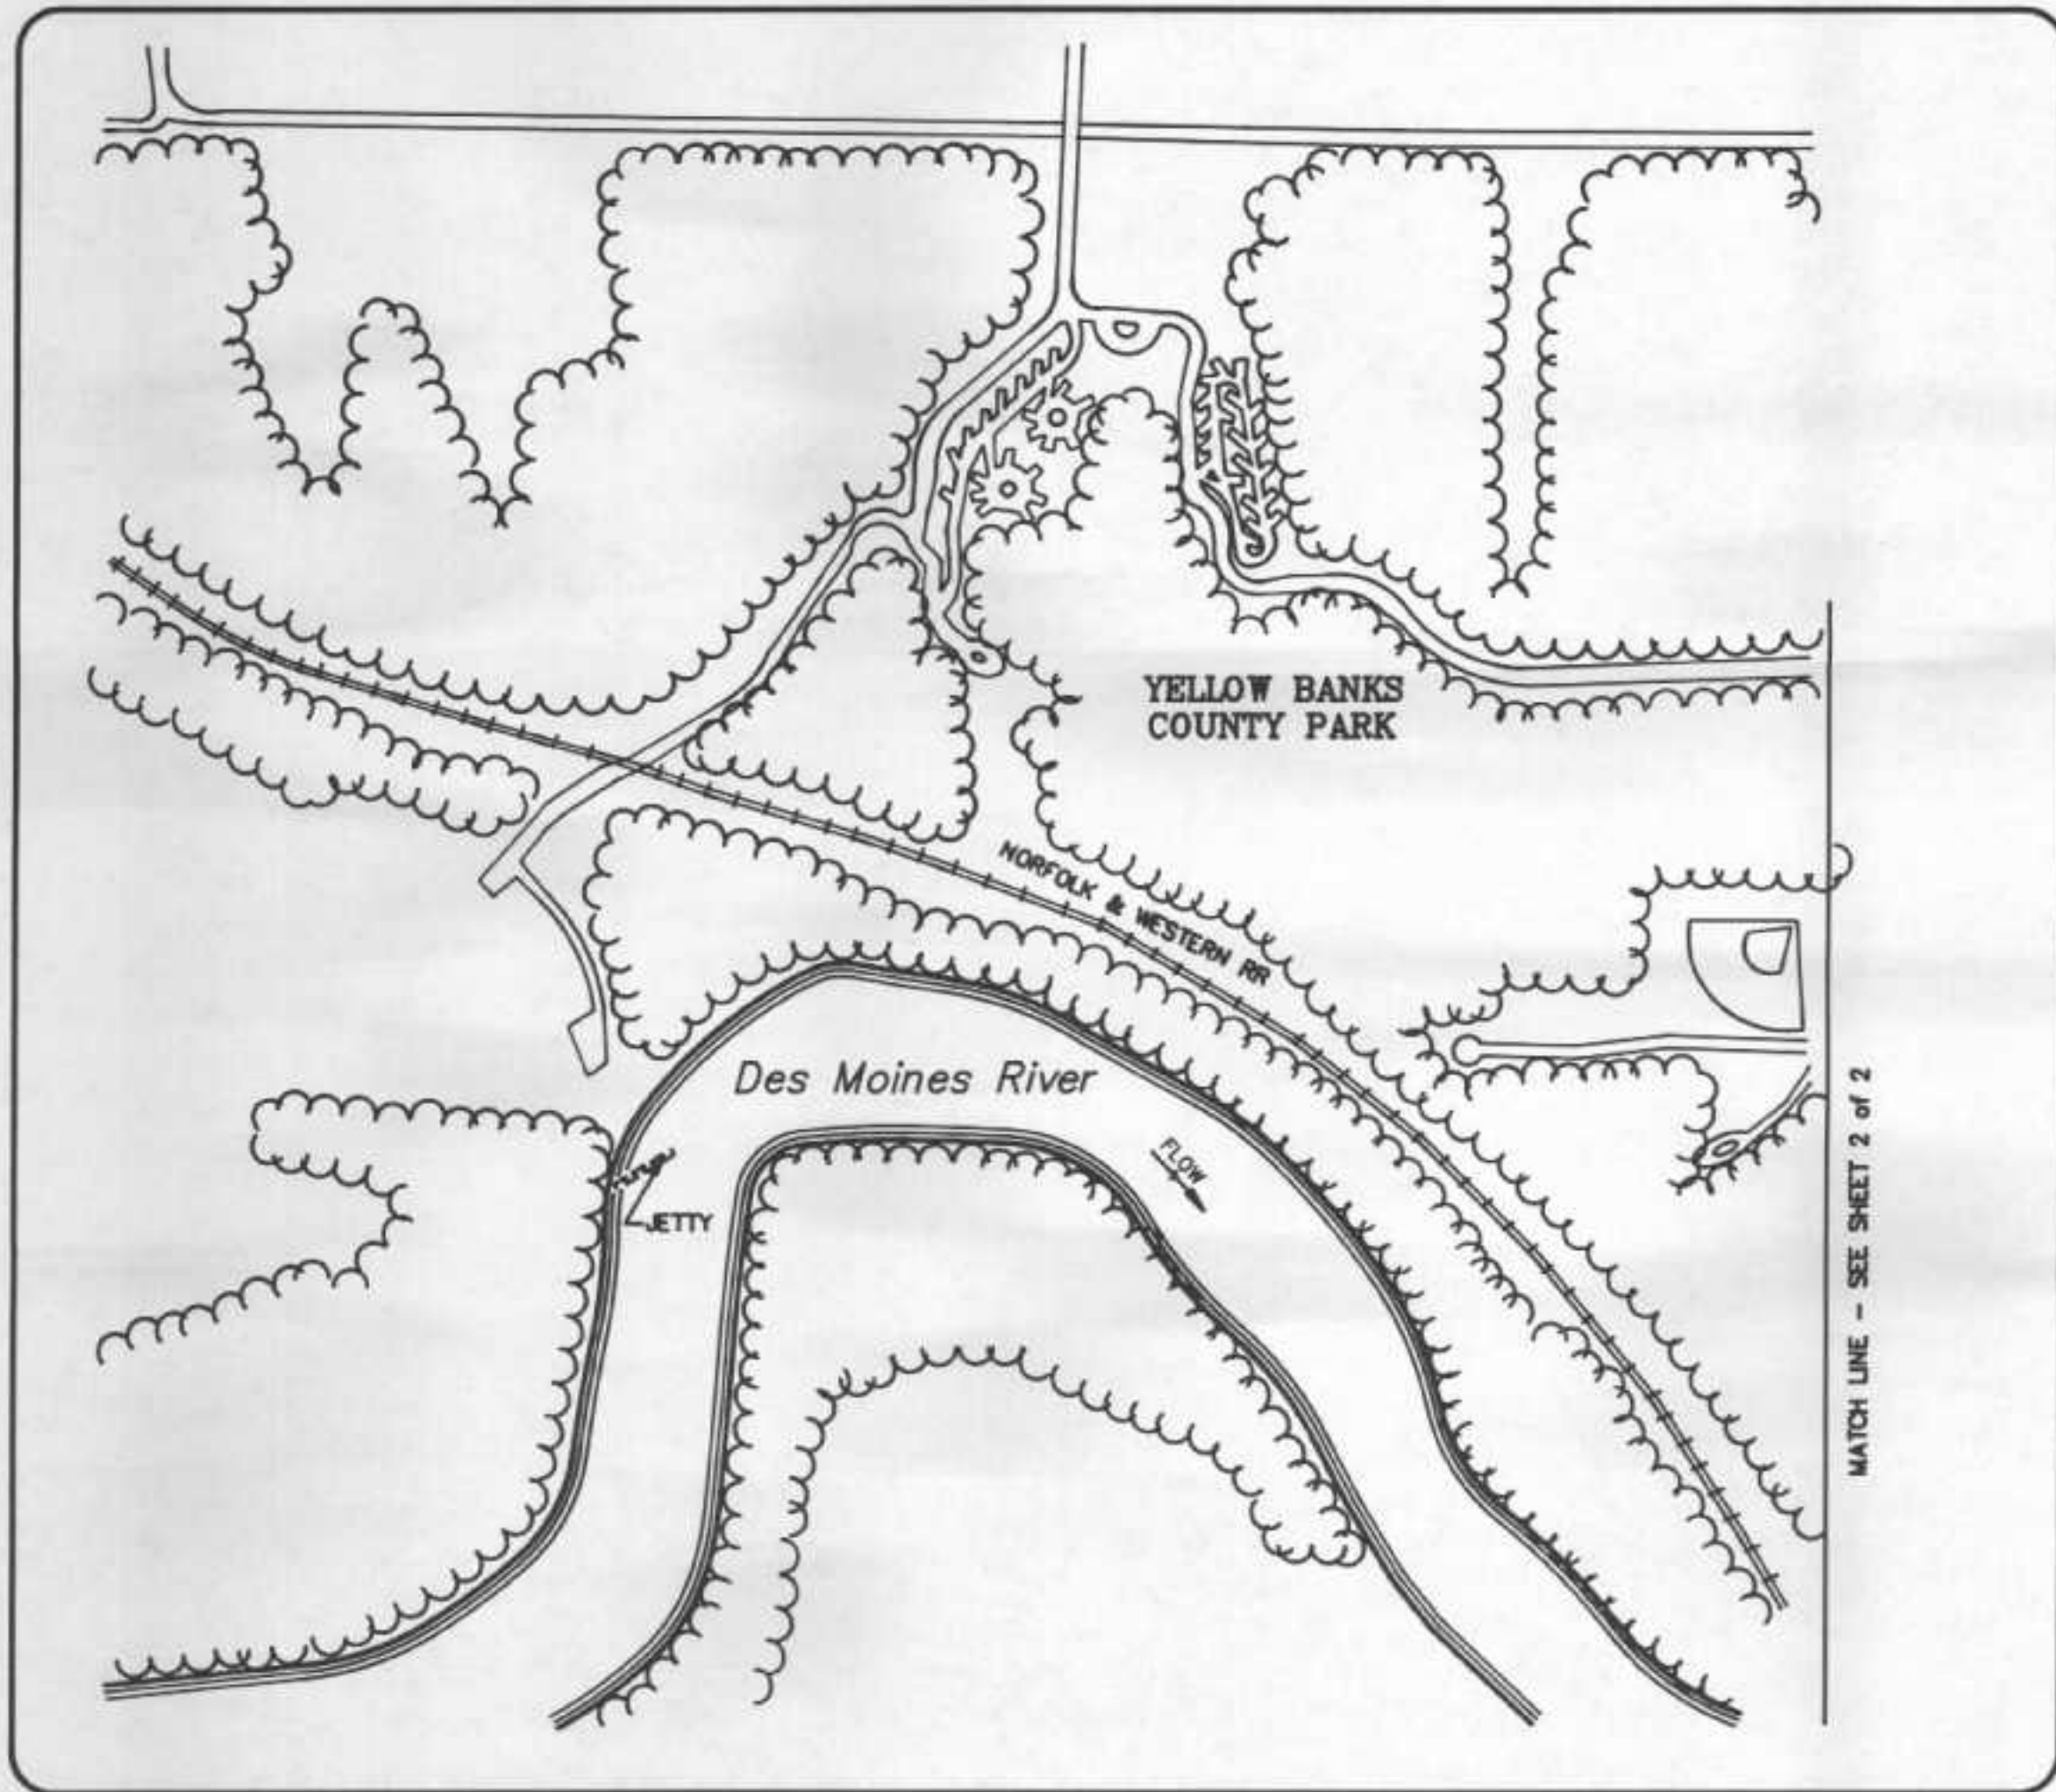 YELLOW BANKS
COUNTY PARK
NORFOLK & WESTERN RR
Des Moines River
FLOW
JETTY
MATCH LINE - SEE SHEET 2 of 2